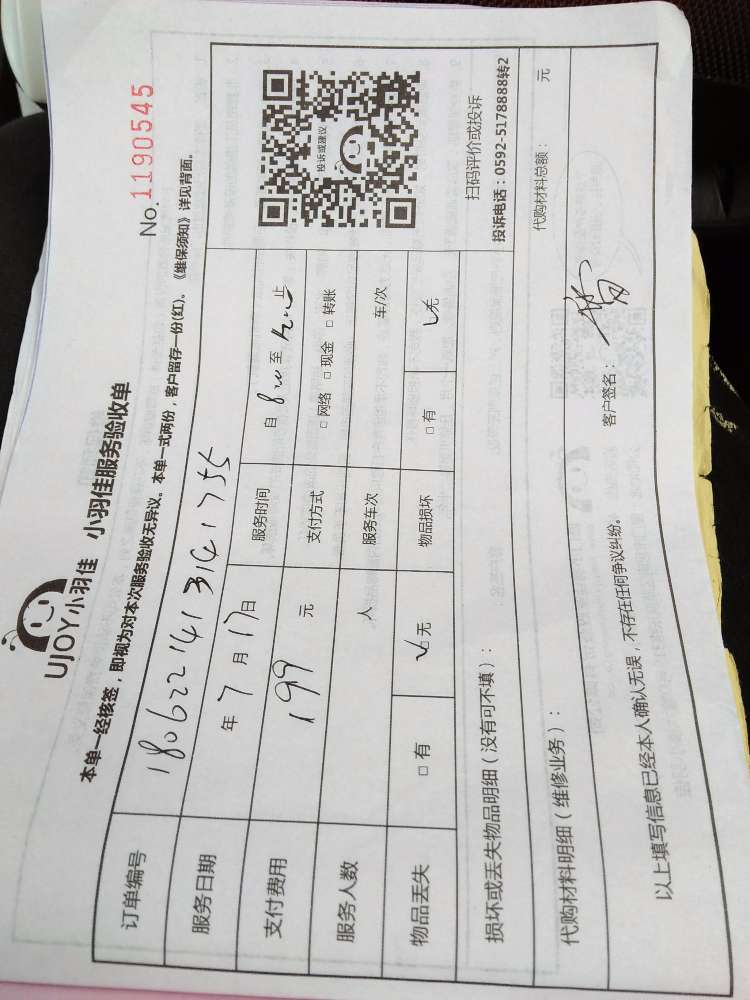 UJOY小羽佳 小羽佳服务验收单
No. 1190545
本单一经核签，即视为对本次服务验收无异议。本单一式两份，客户留存一份(红)。《维保须知》详见背面。
订单编号 180622141314 1755
服务日期 年 7 月 17 日 服务时间 自 8 至 止
支付费用 199 元 支付方式 □ 网络 □ 现金 □ 转账
服务人数 人 服务车次 车/次
物品丢失 □ 有 ✓无 物品损坏 □ 有 ✓无
投诉或建议
扫码评价或投诉
投诉电话：0592-5178888转2
损坏或丢失物品明细（没有可不填）：
代购材料明细（维修业务）： 代购材料总额： 元
以上填写信息已经本人确认无误，不存在任何争议纠纷。 客户签名：